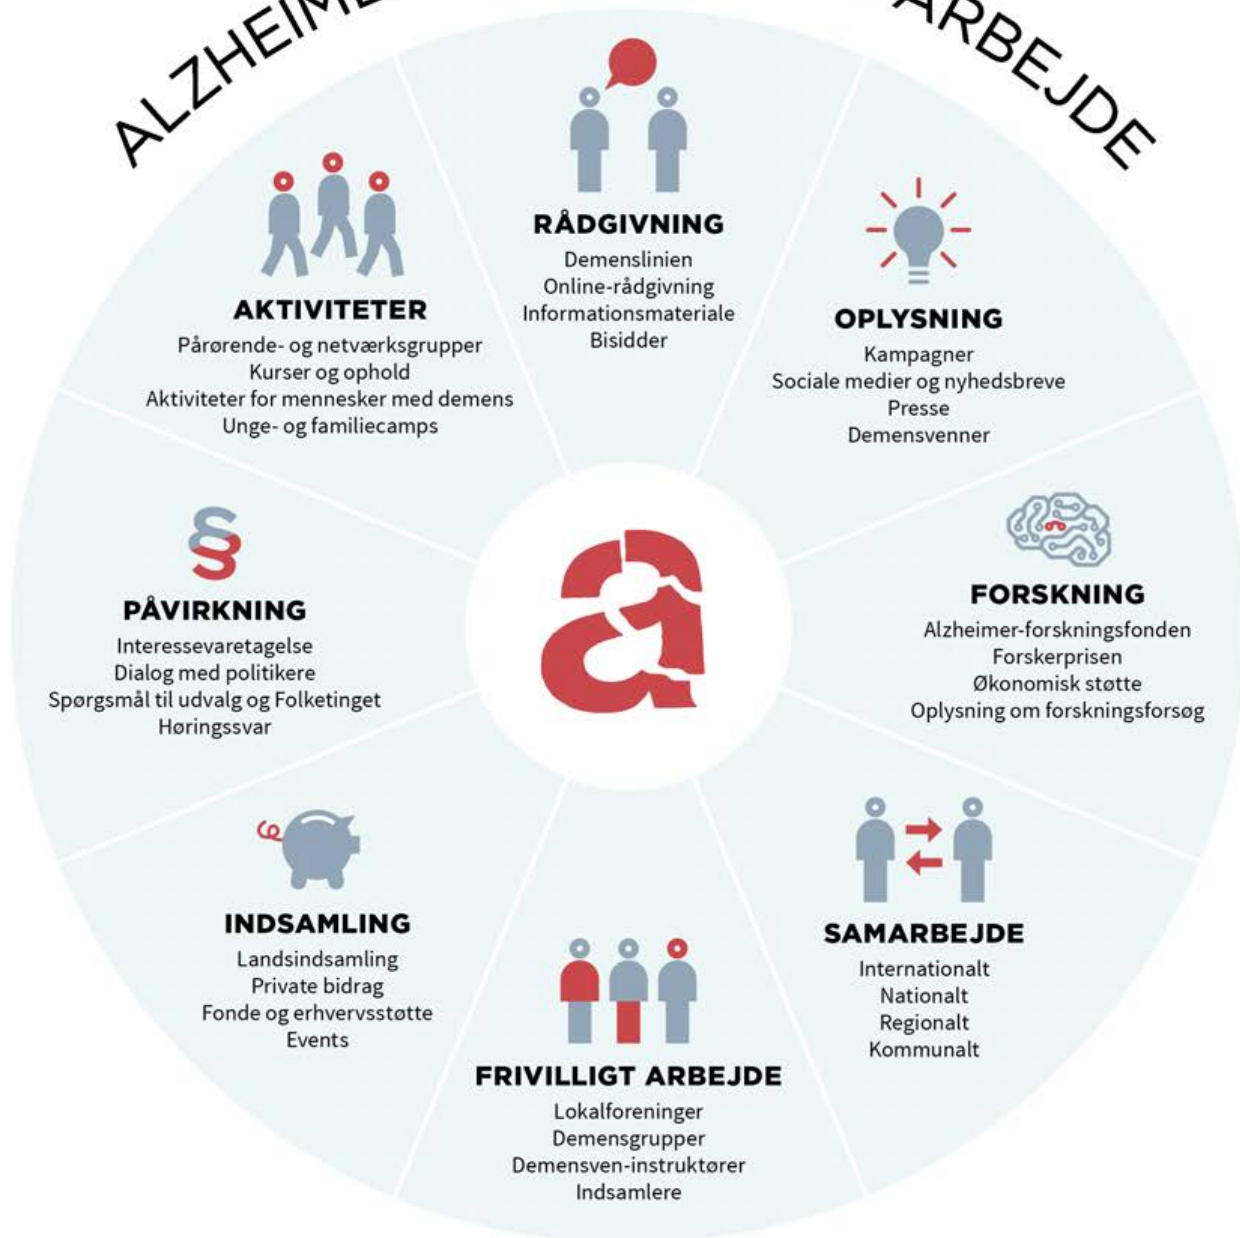 ARBEJDE
RÅDGIVNING
Demenslinien
Online-rådgivning
Informationsmateriale
Bisidder
OPLYSNING
Kampagner
Sociale medier og nyhedsbreve
Presse
Demensvenner
FORSKNING
Alzheimer-forskningsfonden
Forskerprisen
Økonomisk støtte
Oplysning om forskningsforsøg
SAMARBEJDE
Internationalt
Nationalt
Regionalt
Kommunalt
FRIVILLIGT ARBEJDE
Lokalforeninger
Demensgrupper
Demensven-instruktører
Indsamlere
INDSAMLING
Landsindsamling
Private bidrag
Fonde og erhvervsstøtte
Events
PÅVIRKNING
Interessevaretagelse
Dialog med politikere
Spørgsmål til udvalg og Folketinget
Høringssvar
AKTIVITETER
Pårørende- og netværksgrupper
Kurser og ophold
Aktiviteter for mennesker med demens
Unge- og familiecamps
a